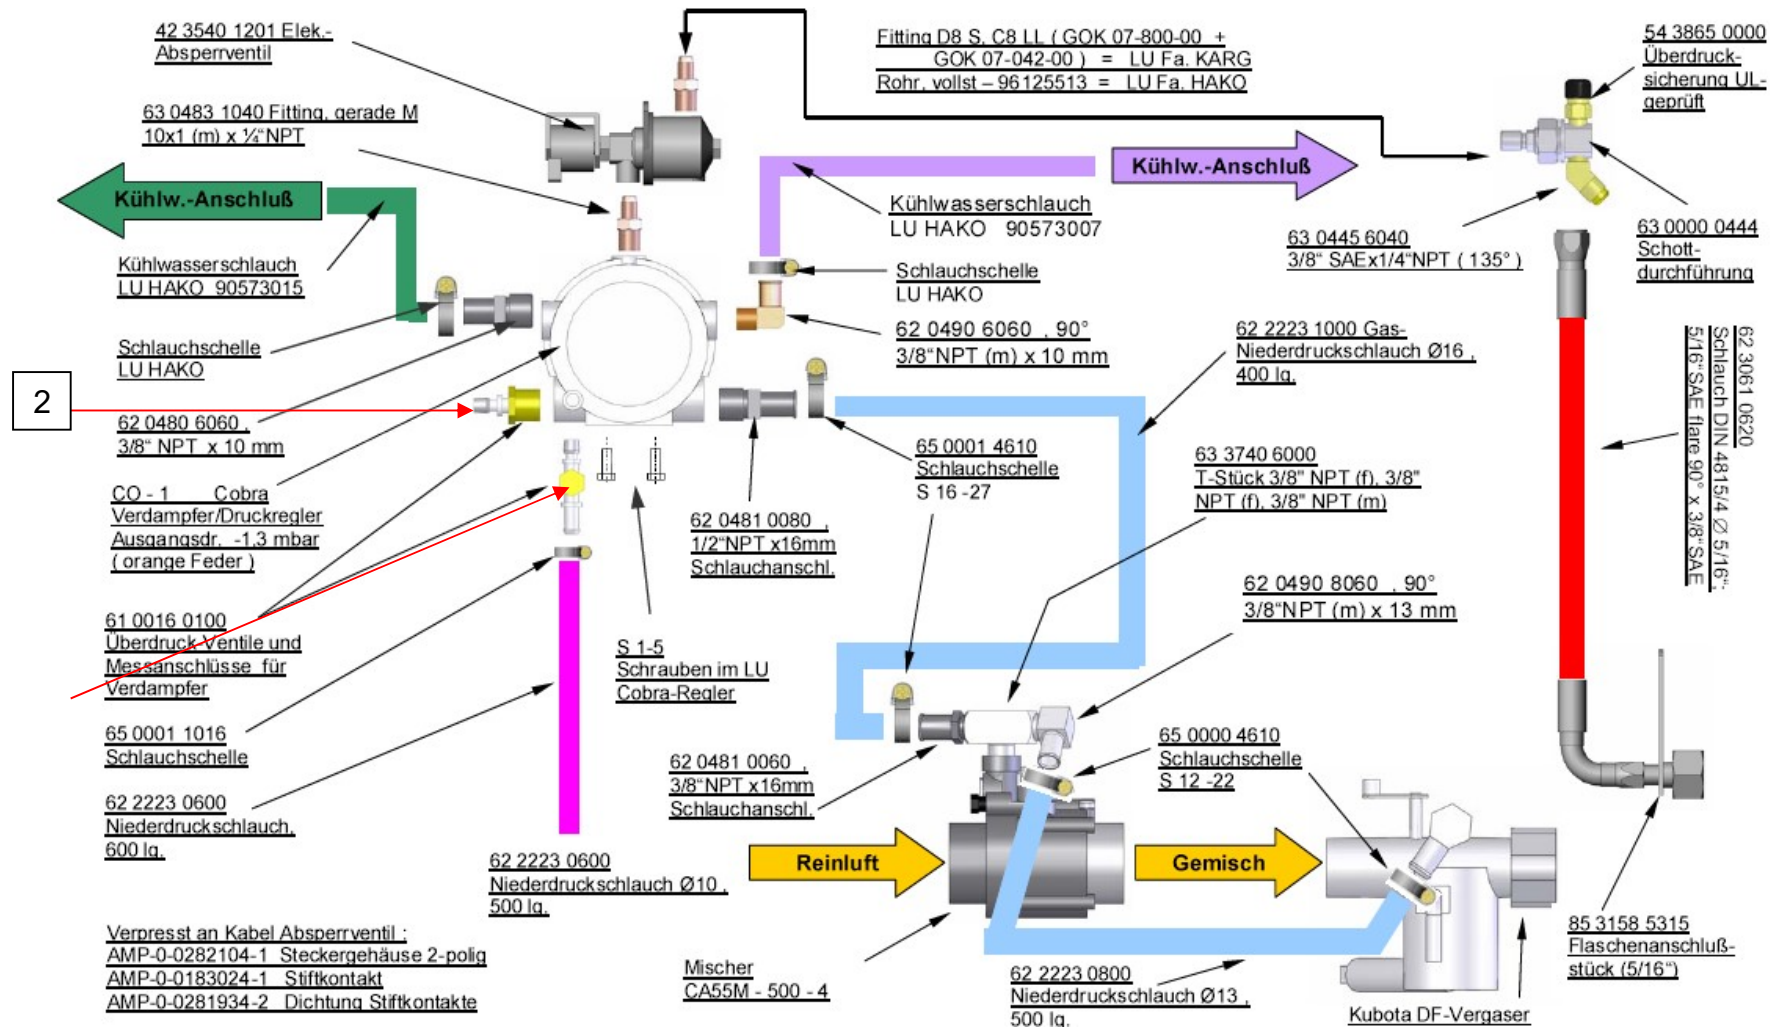 42 3540 1201 Elek.-
Absperrventil
63 0483 1040 Fitting, gerade M
10x1 (m) x ¼“NPT
Fitting D8 S, C8 LL ( GOK 07-800-00 +
GOK 07-042-00 ) = LU Fa. KARG
Rohr, vollst – 96125513 = LU Fa. HAKO
54 3865 0000
Überdruck-
sicherung UL-
geprüft
Kühlw.-Anschluß
Kühlw.-Anschluß
Kühlwasserschlauch
LU HAKO 90573007
63 0445 6040
3/8“ SAEx1/4“NPT ( 135° )
63 0000 0444
Schott-
durchführung
Kühlwasserschlauch
LU HAKO 90573015
Schlauchschelle
LU HAKO
Schlauchschelle
LU HAKO
62 0490 6060 , 90°
3/8“NPT (m) x 10 mm
62 2223 1000 Gas-
Niederdruckschlauch Ø16 ,
400 lg.
62 3061 0620
Schlauch DIN 4815/4 Ø 5/16“;
5/16“SAE flare 90° x 3/8“SAE
2
62 0480 6060 ,
3/8“ NPT x 10 mm
CO - 1 Cobra
Verdampfer/Druckregler
Ausgangsdr. -1,3 mbar
( orange Feder )
65 0001 4610
Schlauchschelle
S 16 -27
63 3740 6000
T-Stück 3/8" NPT (f), 3/8"
NPT (f), 3/8" NPT (m)
62 0481 0080 ,
1/2“NPT x16mm
Schlauchanschl.
62 0490 8060 , 90°
3/8“NPT (m) x 13 mm
61 0016 0100
Überdruck-Ventile und
Messanschlüsse für
Verdampfer
S 1-5
Schrauben im LU
Cobra-Regler
65 0001 1016
Schlauchschelle
62 0481 0060 ,
3/8“NPT x16mm
Schlauchanschl.
65 0000 4610
Schlauchschelle
S 12 -22
62 2223 0600
Niederdruckschlauch,
600 lg.
62 2223 0600
Niederdruckschlauch Ø10 ,
500 lg.
Reinluft
Gemisch
Verpresst an Kabel Absperrventil :
AMP-0-0282104-1 Steckergehäuse 2-polig
AMP-0-0183024-1 Stiftkontakt
AMP-0-0281934-2 Dichtung Stiftkontakte
Mischer
CA55M - 500 - 4
62 2223 0800
Niederdruckschlauch Ø13 ,
500 lg.
85 3158 5315
Flaschenanschluß-
stück (5/16“)
Kubota DF-Vergaser